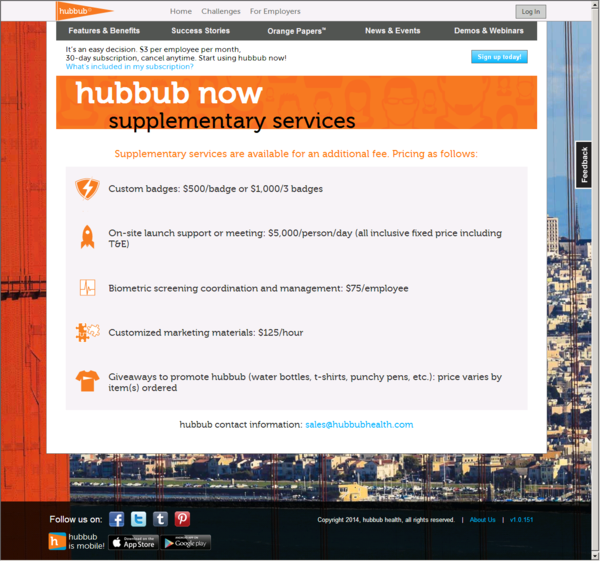 hubbub
Home Challenges For Employers
Log In
Features & Benefits Success Stories Orange Papers™ News & Events Demos & Webinars
It's an easy decision. $3 per employee per month,
30-day subscription, cancel anytime. Start using hubbub now!
What's included in my subscription?
Sign up today!
hubbub now
supplementary services
Supplementary services are available for an additional fee. Pricing as follows:
Feedback
Custom badges: $500/badge or $1,000/3 badges
On-site launch support or meeting: $5,000/person/day (all inclusive fixed price including
T&E)
Biometric screening coordination and management: $75/employee
Customized marketing materials: $125/hour
Giveaways to promote hubbub (water bottles, t-shirts, punchy pens, etc.): price varies by
item(s) ordered
hubbub contact information: sales@hubbubhealth.com
Follow us on:
Copyright 2014, hubbub health, all rights reserved. | About Us | v1.0.151
hubbub
is mobile!
App Store
Google play